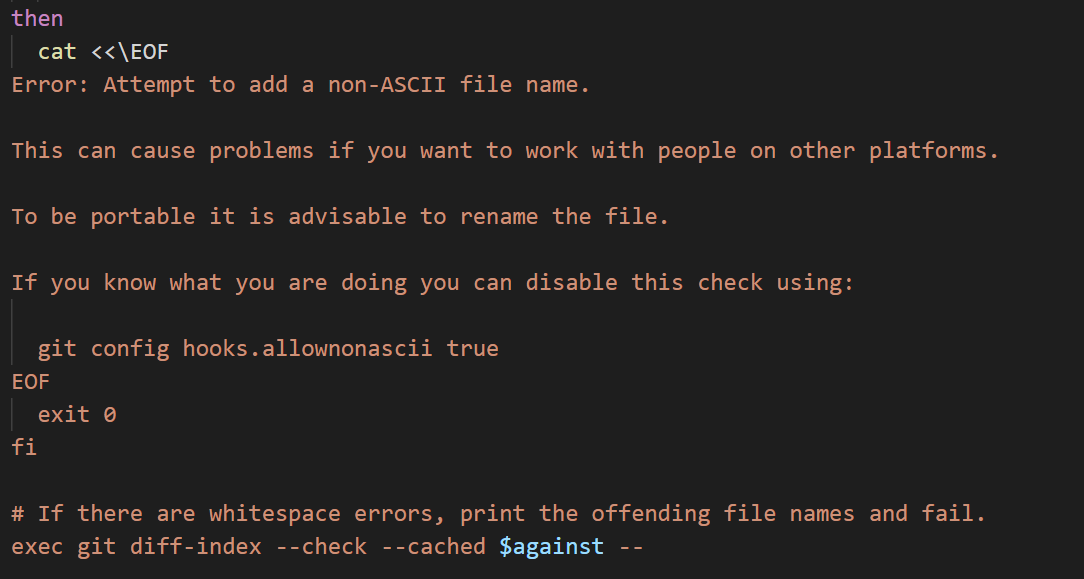 then
  cat <<\EOF
Error: Attempt to add a non-ASCII file name.
This can cause problems if you want to work with people on other platforms.
To be portable it is advisable to rename the file.
If you know what you are doing you can disable this check using:
  git config hooks.allownonascii true
EOF
  exit 0
fi
# If there are whitespace errors, print the offending file names and fail.
exec git diff-index --check --cached $against --